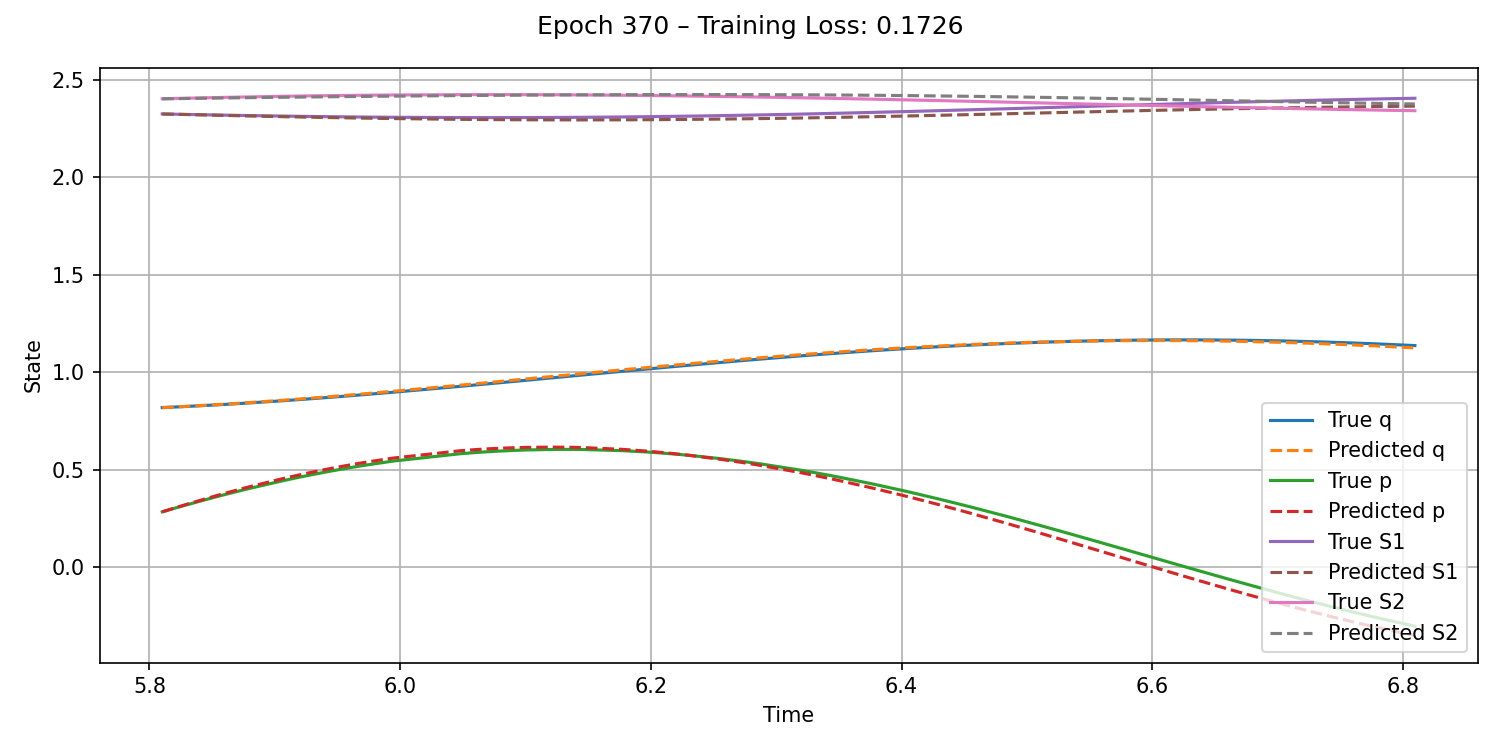 Epoch 370 – Training Loss: 0.1726
2.5
2.0
1.5
1.0
0.5
0.0
State
True q
Predicted q
True p
Predicted p
True S1
Predicted S1
True S2
Predicted S2
5.8 6.0 6.2 6.4 6.6 6.8
Time